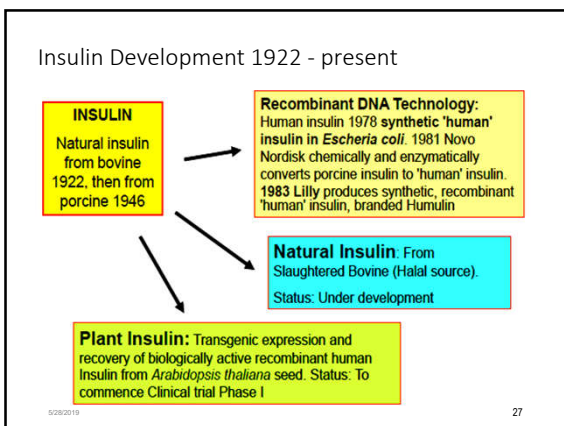 Insulin Development 1922 - present
INSULIN
Natural insulin
from bovine
1922, then from
porcine 1946
Recombinant DNA Technology:
Human insulin 1978 synthetic 'human'
insulin in Escheria coli. 1981 Novo
Nordisk chemically and enzymatically
converts porcine insulin to 'human' insulin.
1983 Lilly produces synthetic, recombinant
'human' insulin, branded Humulin
Natural Insulin: From
Slaughtered Bovine (Halal source).
Status: Under development
Plant Insulin: Transgenic expression and
recovery of biologically active recombinant human
Insulin from Arabidopsis thaliana seed. Status: To
commence Clinical trial Phase I
5/28/2019
27